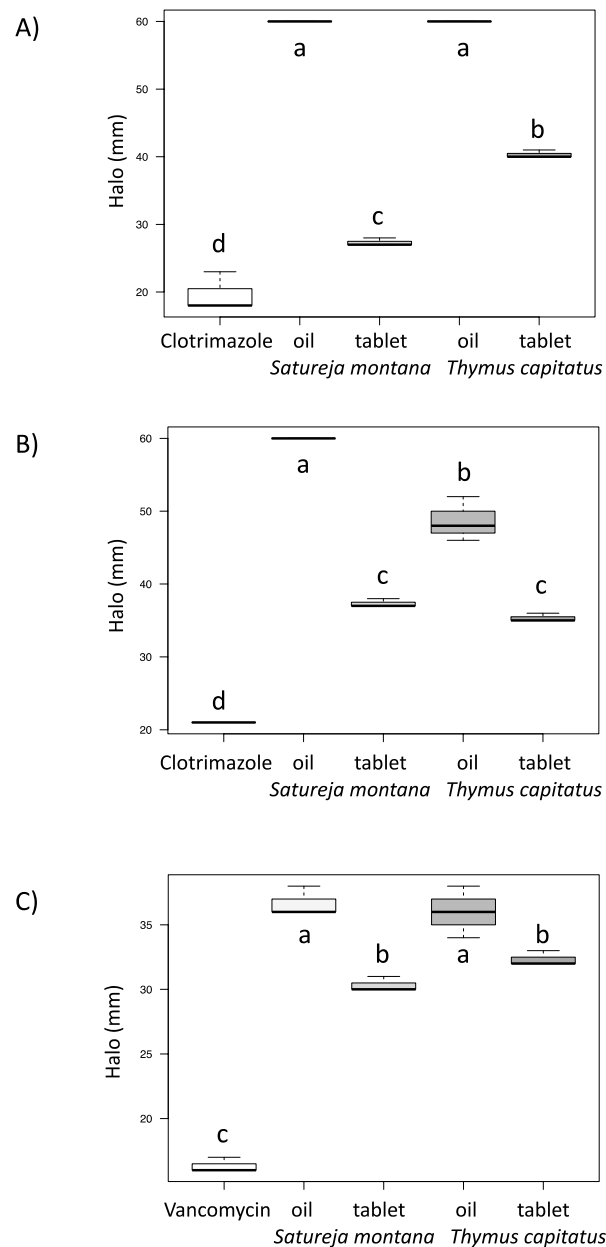 A)
Halo (mm)
60
50
40
30
20
a
a
b
c
d
Clotrimazole oil tablet oil tablet
Satureja montana Thymus capitatus
B)
Halo (mm)
60
50
40
30
20
a
b
c
c
d
Clotrimazole oil tablet oil tablet
Satureja montana Thymus capitatus
C)
Halo (mm)
35
30
25
20
a
b
a
b
c
Vancomycin oil tablet oil tablet
Satureja montana Thymus capitatus